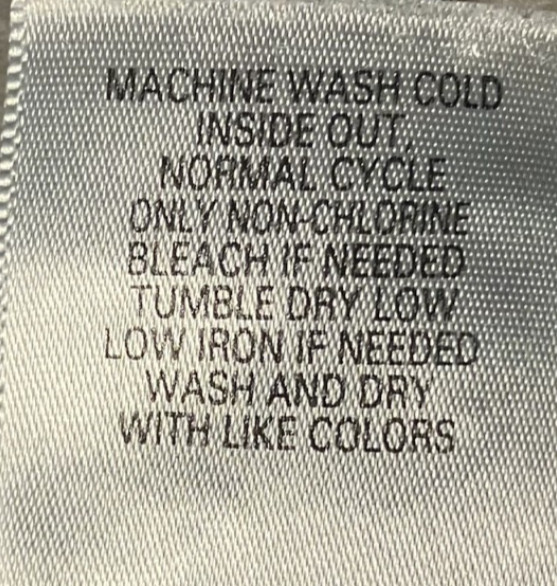 MACHINE WASH COLD
INSIDE OUT,
NORMAL CYCLE
ONLY NON-CHLORINE
BLEACH IF NEEDED
TUMBLE DRY LOW
LOW IRON IF NEEDED
WASH AND DRY
WITH LIKE COLORS